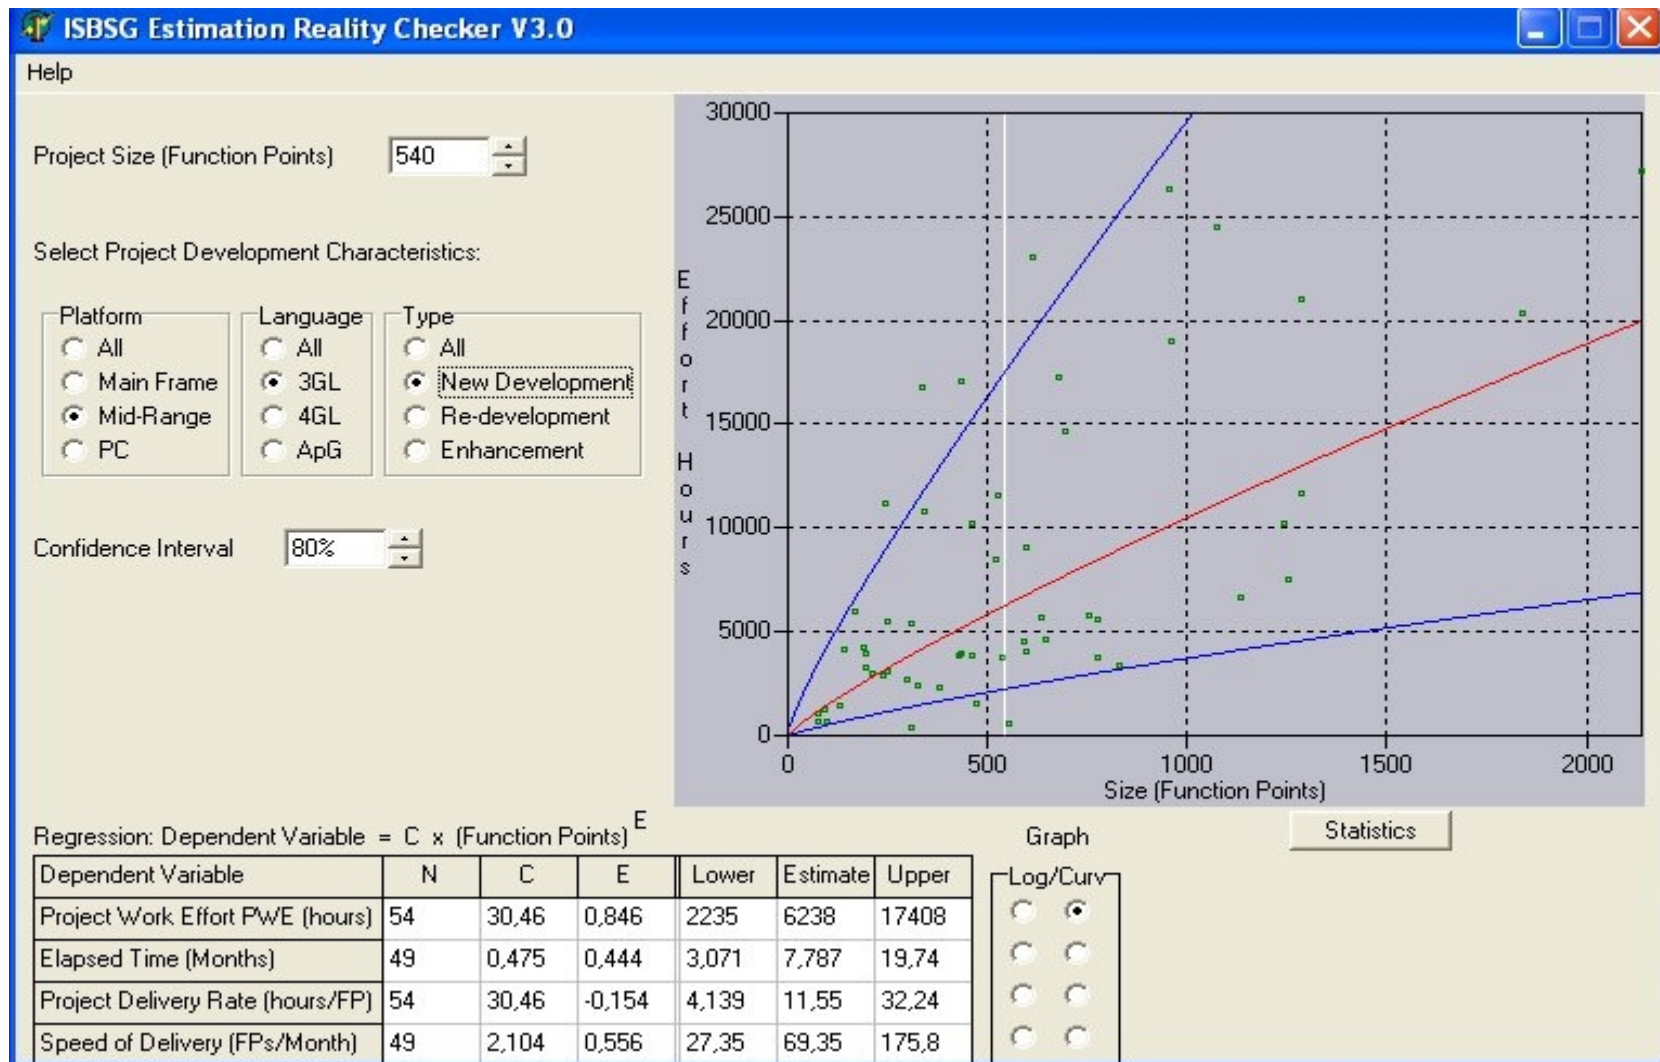 ISBSG Estimation Reality Checker V3.0
Help
Project Size (Function Points) 540
Select Project Development Characteristics:
Platform Language Type
All All All
Main Frame 3GL New Development
Mid-Range 4GL Re-development
PC ApG Enhancement
Confidence Interval 80%
30000
25000
20000
15000
10000
5000
0
Effort Hours
0 500 1000 1500 2000
Size (Function Points)
Regression: Dependent Variable = C x (Function Points) E
Graph Statistics
Dependent Variable N C E Lower Estimate Upper Log/Curv
Project Work Effort PWE (hours) 54 30,46 0,846 2235 6238 17408
Elapsed Time (Months) 49 0,475 0,444 3,071 7,787 19,74
Project Delivery Rate (hours/FP) 54 30,46 -0,154 4,139 11,55 32,24
Speed of Delivery (FPs/Month) 49 2,104 0,556 27,35 69,35 175,8